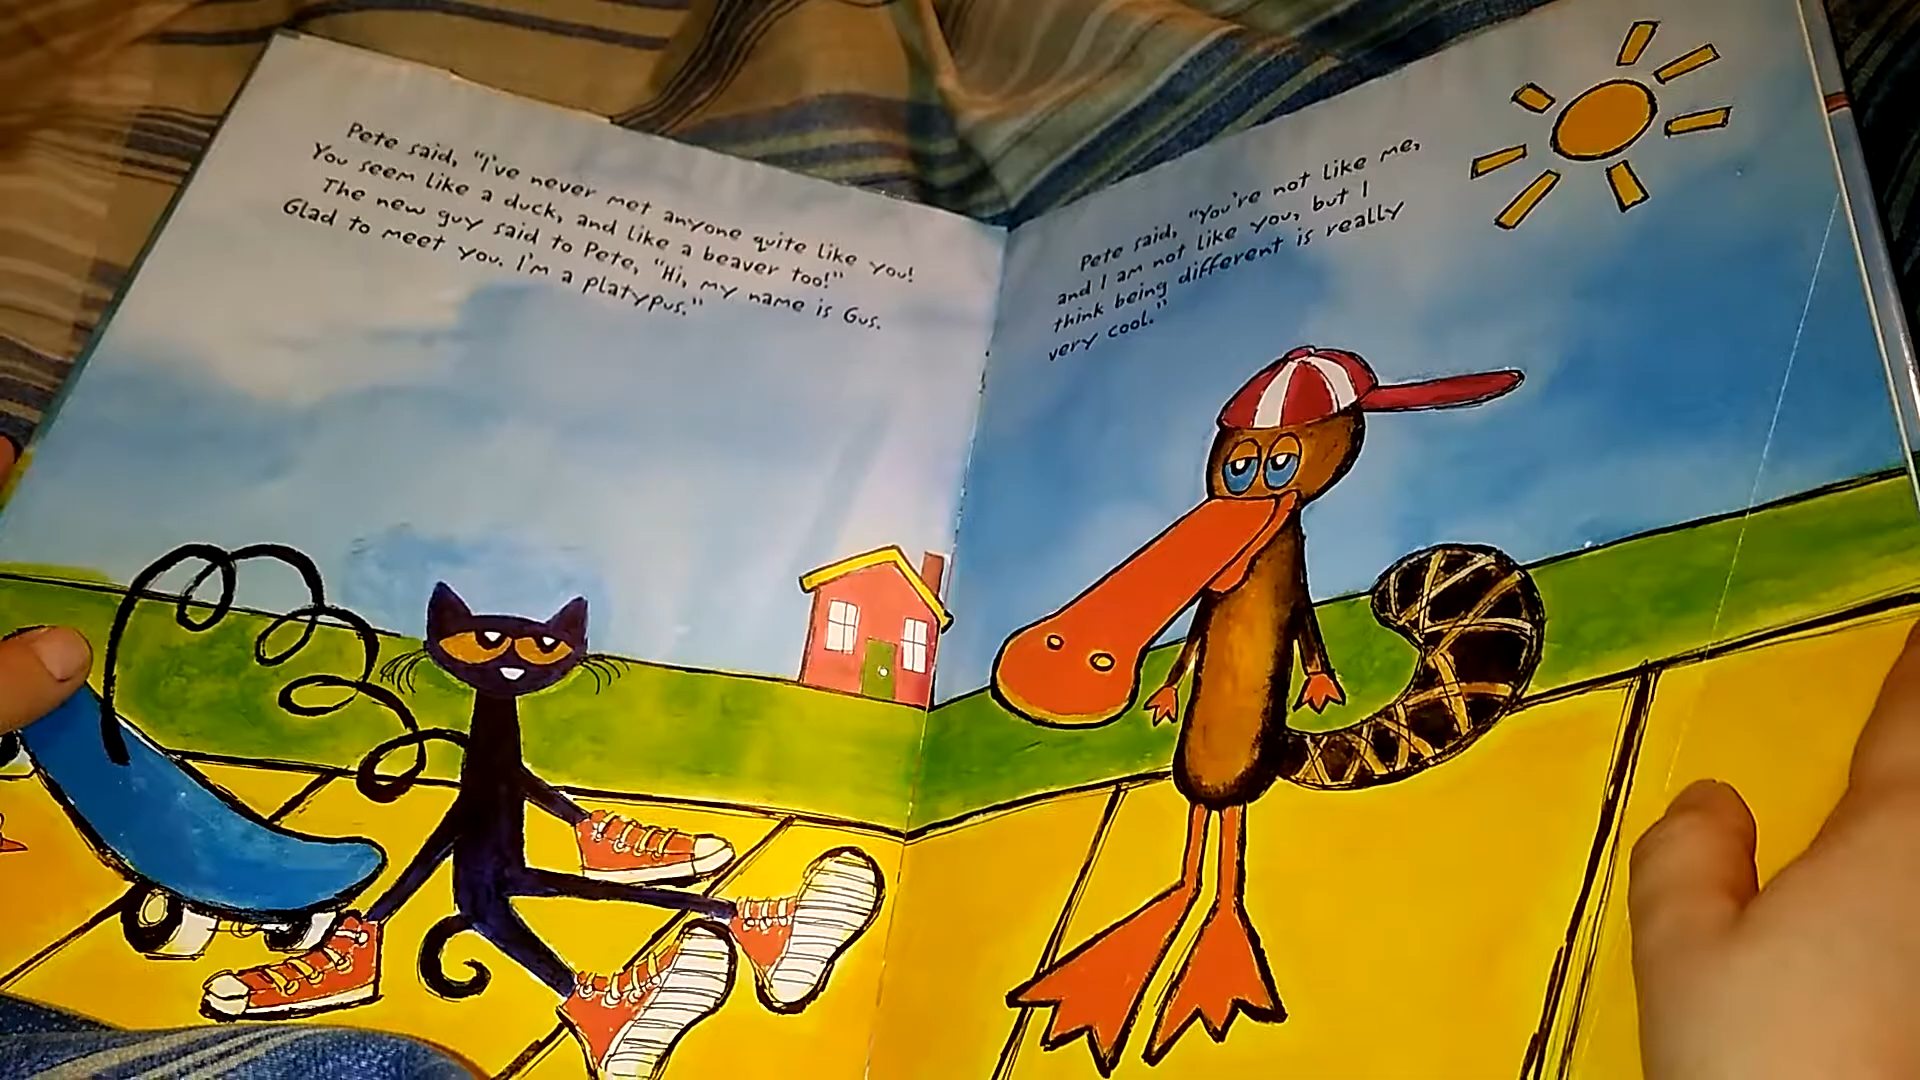 Pete said, "I've never met anyone quite like you!
You seem like a duck, and like a beaver too!"
The new guy said to Pete, "Hi, my name is Gus.
Glad to meet you. I'm a platypus."
Pete said, "You're not like me,
and I am not like you, but I
think being different is really
very cool."